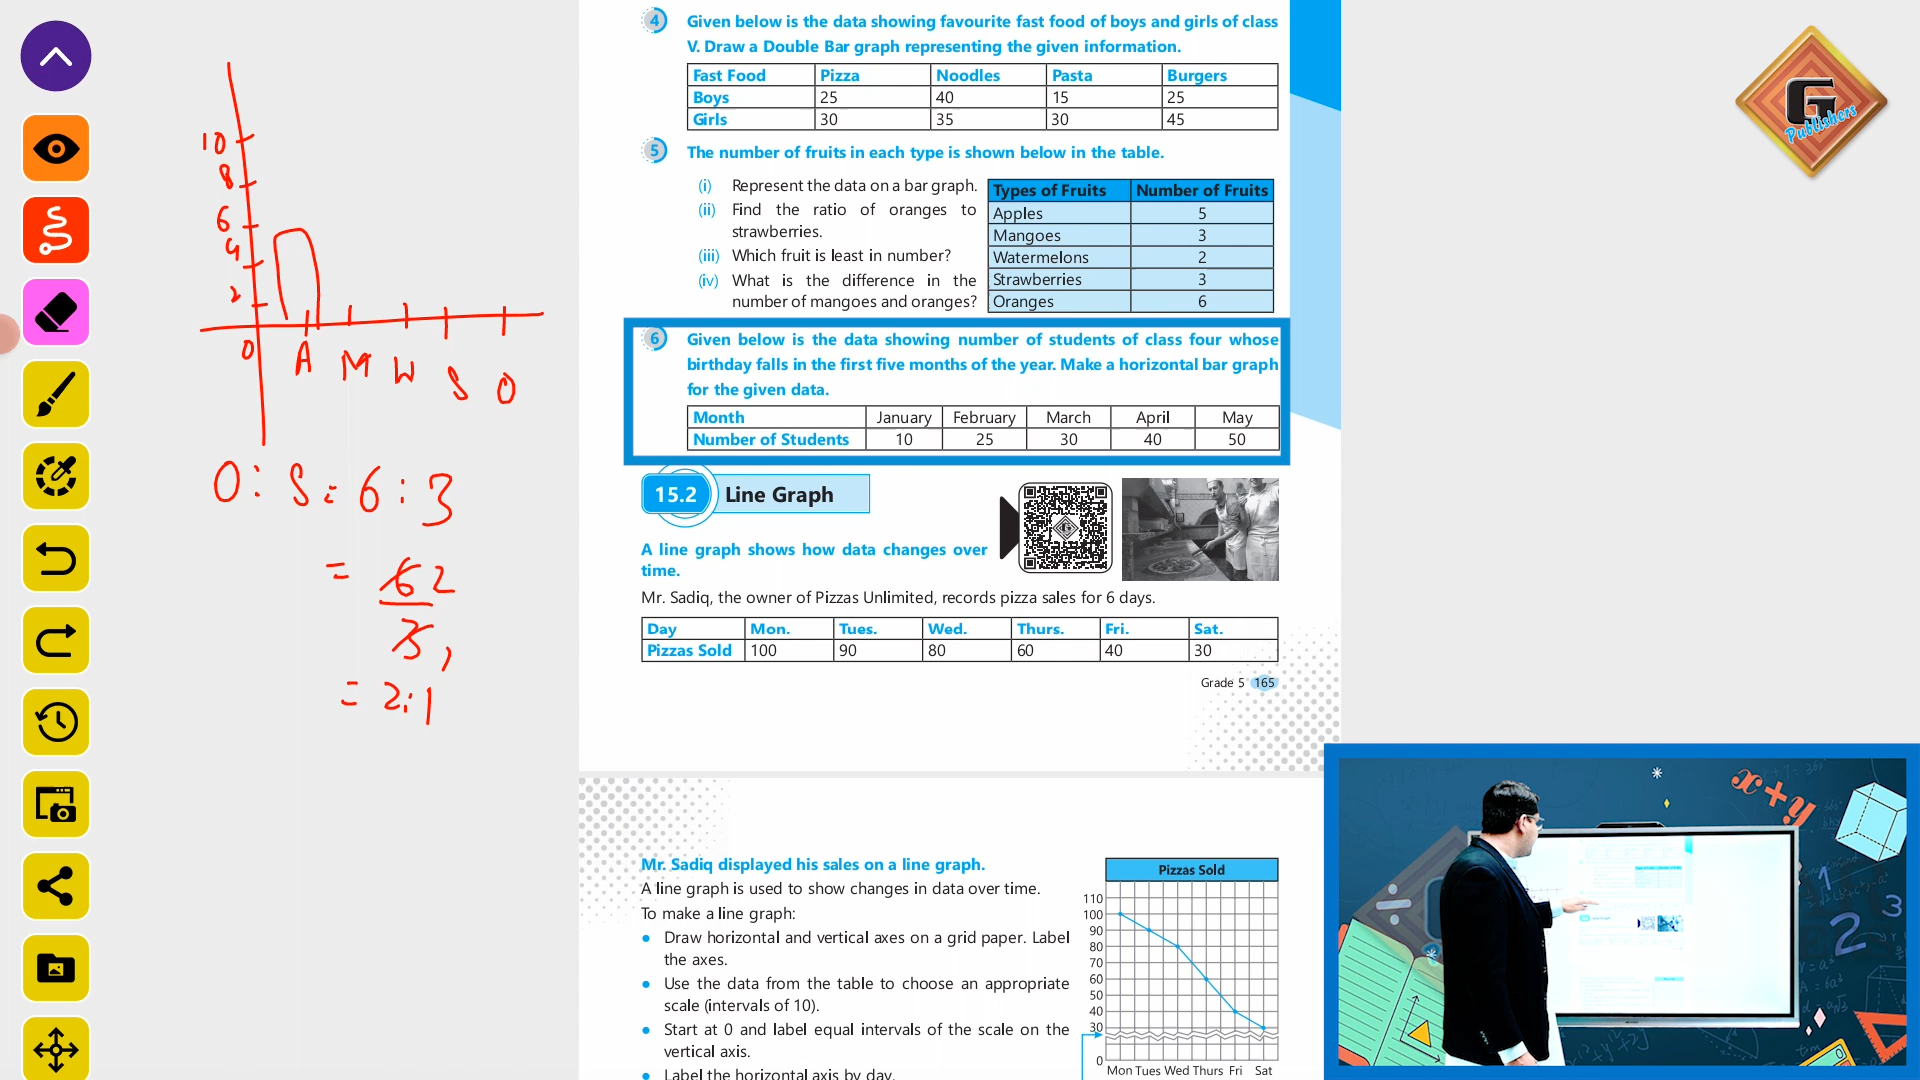 4 Given below is the data showing favourite fast food of boys and girls of class
V. Draw a Double Bar graph representing the given information.
Fast Food Pizza Noodles Pasta Burgers
Boys 25 40 15 25
Girls 30 35 30 45
5 The number of fruits in each type is shown below in the table.
(i) Represent the data on a bar graph.
(ii) Find the ratio of oranges to
strawberries.
(iii) Which fruit is least in number?
(iv) What is the difference in the
number of mangoes and oranges?
Types of Fruits Number of Fruits
Apples 5
Mangoes 3
Watermelons 2
Strawberries 3
Oranges 6
6 Given below is the data showing number of students of class four whose
birthday falls in the first five months of the year. Make a horizontal bar graph
for the given data.
Month January February March April May
Number of Students 10 25 30 40 50
15.2 Line Graph
A line graph shows how data changes over
time.
Mr. Sadiq, the owner of Pizzas Unlimited, records pizza sales for 6 days.
Day Mon. Tues. Wed. Thurs. Fri. Sat.
Pizzas Sold 100 90 80 60 40 30
Grade 5 165
Mr. Sadiq displayed his sales on a line graph.
A line graph is used to show changes in data over time.
To make a line graph:
• Draw horizontal and vertical axes on a grid paper. Label
the axes.
• Use the data from the table to choose an appropriate
scale (intervals of 10).
• Start at 0 and label equal intervals of the scale on the
vertical axis.
• Label the horizontal axis by day.
Pizzas Sold
110
100
90
80
70
60
50
40
30
0
Mon Tues Wed Thurs Fri Sat
10
8
6
4
2
0 A M W S O
O : S = 6 : 3
= 6 2
3 1
= 2:1
G
Publishers
x+y
1
2
3